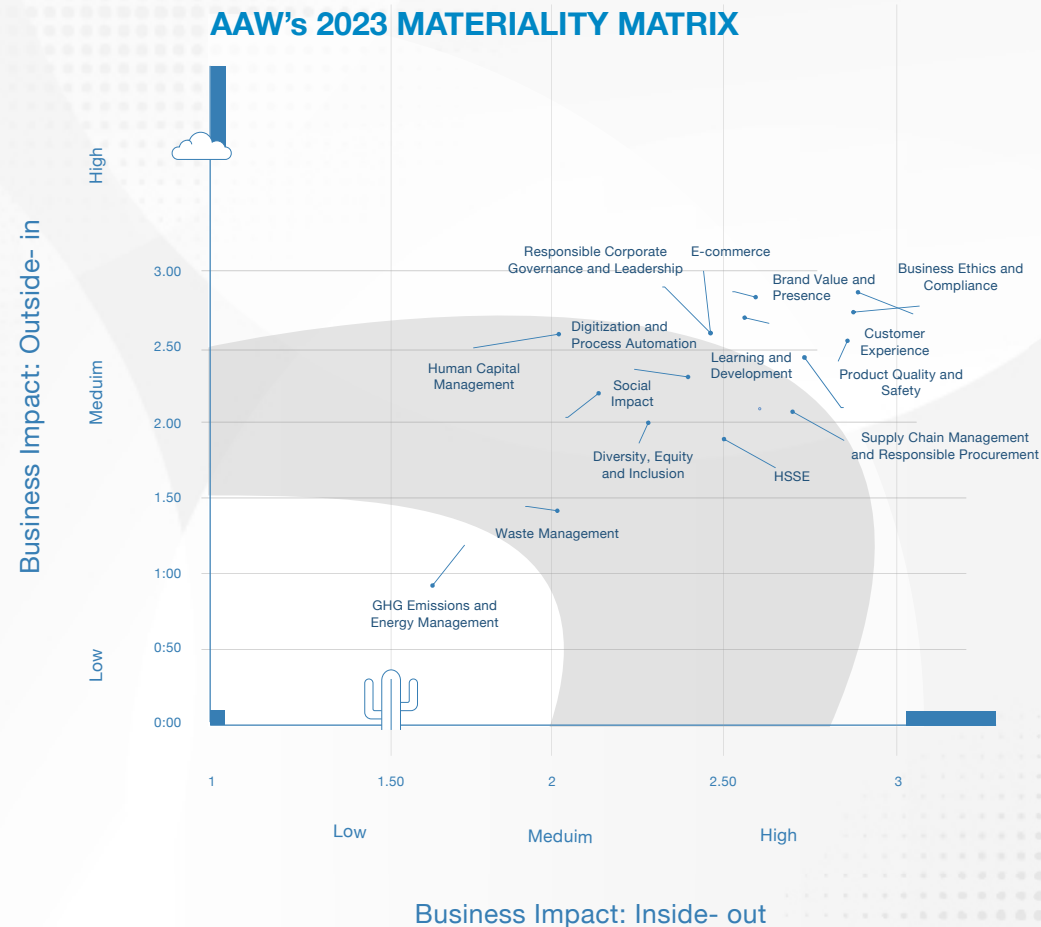 AAW's 2023 MATERIALITY MATRIX
Business Impact: Outside- in
High
Meduim
Low
3.00
2.50
2.00
1.50
1:00
0:50
0:00
Responsible Corporate
Governance and Leadership
E-commerce
Brand Value and
Presence
Business Ethics and
Compliance
Digitization and
Process Automation
Customer
Experience
Human Capital
Management
Learning and
Development
Product Quality and
Safety
Social
Impact
Supply Chain Management
and Responsible Procurement
Diversity, Equity
and Inclusion
HSSE
Waste Management
GHG Emissions and
Energy Management
1
1.50
2
2.50
3
Low
Meduim
High
Business Impact: Inside- out